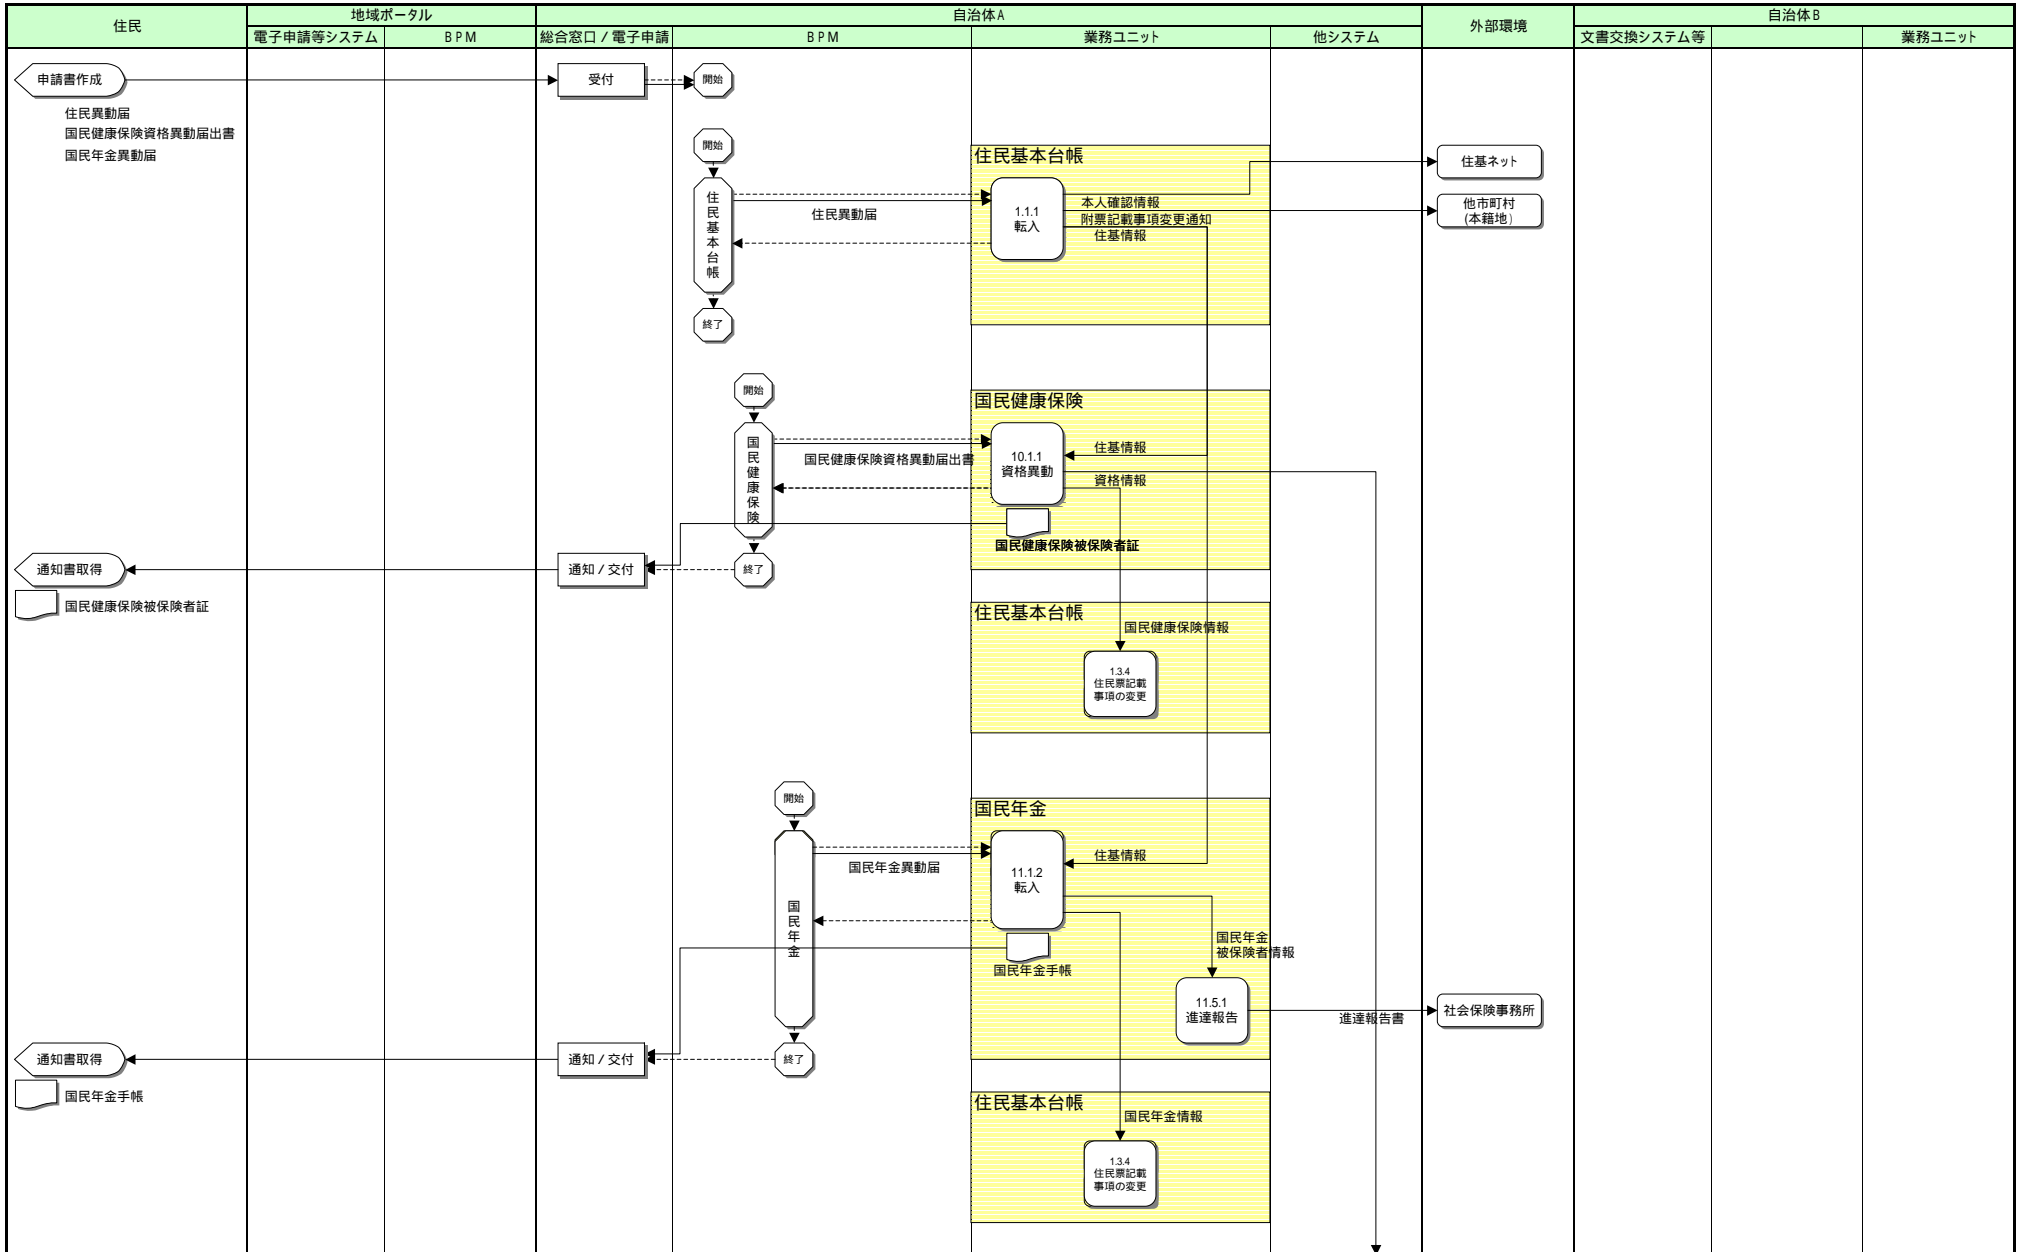 住民
地域ポータル
自治体A
外部環境
自治体B
電子申請等システム
BPM
総合窓口/電子申請
BPM
業務ユニット
他システム
文書交換システム等
業務ユニット
申請書作成
受付
開始
住民異動届
国民健康保険資格異動届出書
国民年金異動届
開始
住民基本台帳
住基ネット
住民基本台帳
1.1.1
転入
住民異動届
本人確認情報
附票記載事項変更通知
住基情報
他市町村
(本籍地)
終了
開始
国民健康保険
国民健康保険
10.1.1
資格異動
国民健康保険資格異動届出書
住基情報
資格情報
国民健康保険被保険者証
通知書取得
通知/交付
終了
国民健康保険被保険者証
住民基本台帳
国民健康保険情報
1.3.4
住民票記載
事項の変更
開始
国民年金
国民年金
11.1.2
転入
国民年金異動届
住基情報
国民年金
被保険者情報
国民年金手帳
11.5.1
進達報告
進達報告書
社会保険事務所
通知書取得
通知/交付
終了
国民年金手帳
住民基本台帳
国民年金情報
1.3.4
住民票記載
事項の変更